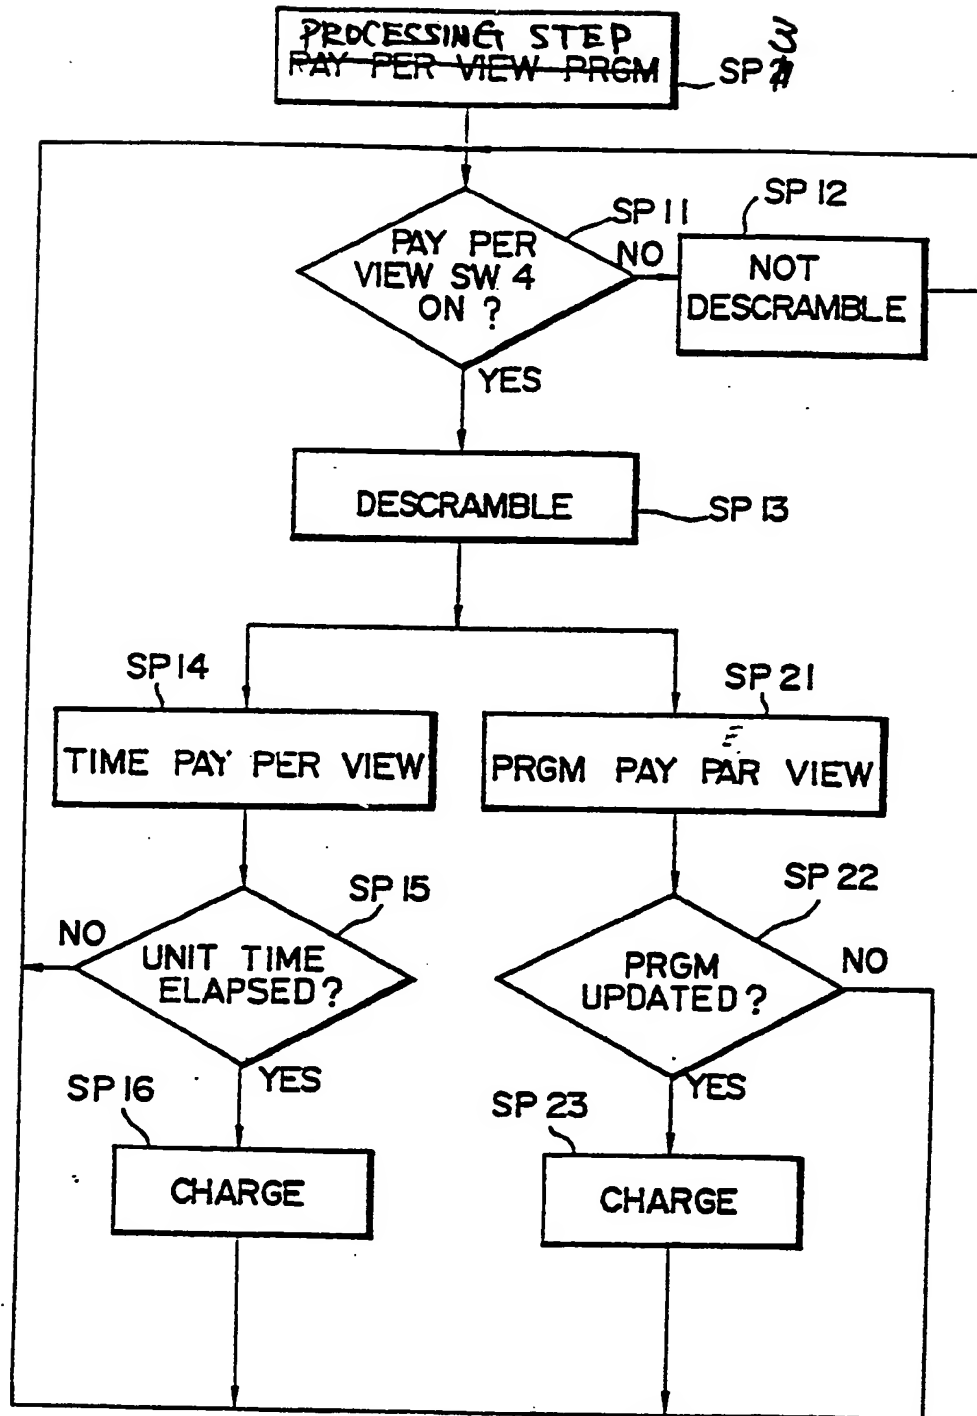 PROCESSING STEP
PAY PER VIEW PRGM
SP 3
SP 11
SP 12
PAY PER
VIEW SW 4
ON ?
NO
NOT
DESCRAMBLE
YES
DESCRAMBLE
SP 13
SP 14
SP 21
TIME PAY PER VIEW
E
PRGM PAY PAR VIEW
SP 15
SP 22
NO
UNIT TIME
ELAPSED?
PRGM
UPDATED?
NO
YES
YES
SP 16
SP 23
CHARGE
CHARGE